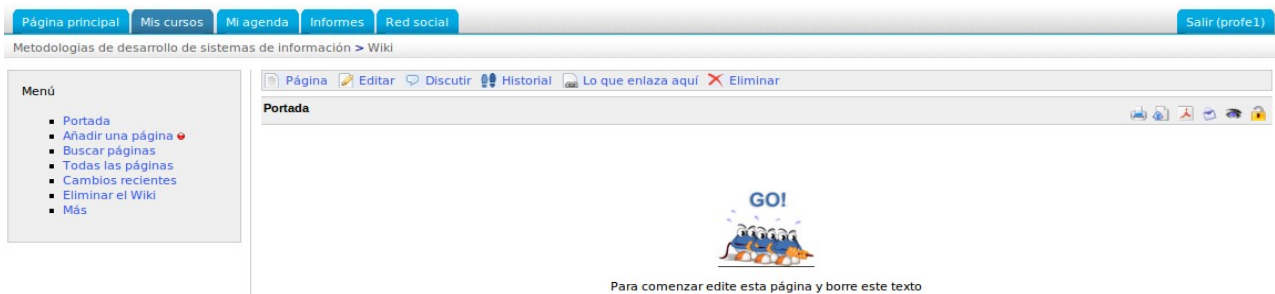 Página principal Mis cursos Mi agenda Informes Red social Salir (profe1)
Metodologias de desarrollo de sistemas de información > Wiki
Menú
Portada
Añadir una página
Buscar páginas
Todas las páginas
Cambios recientes
Eliminar el Wiki
Más
Página Editar Discutir Historial Lo que enlaza aquí Eliminar
Portada
GO!
Para comenzar edite esta página y borre este texto